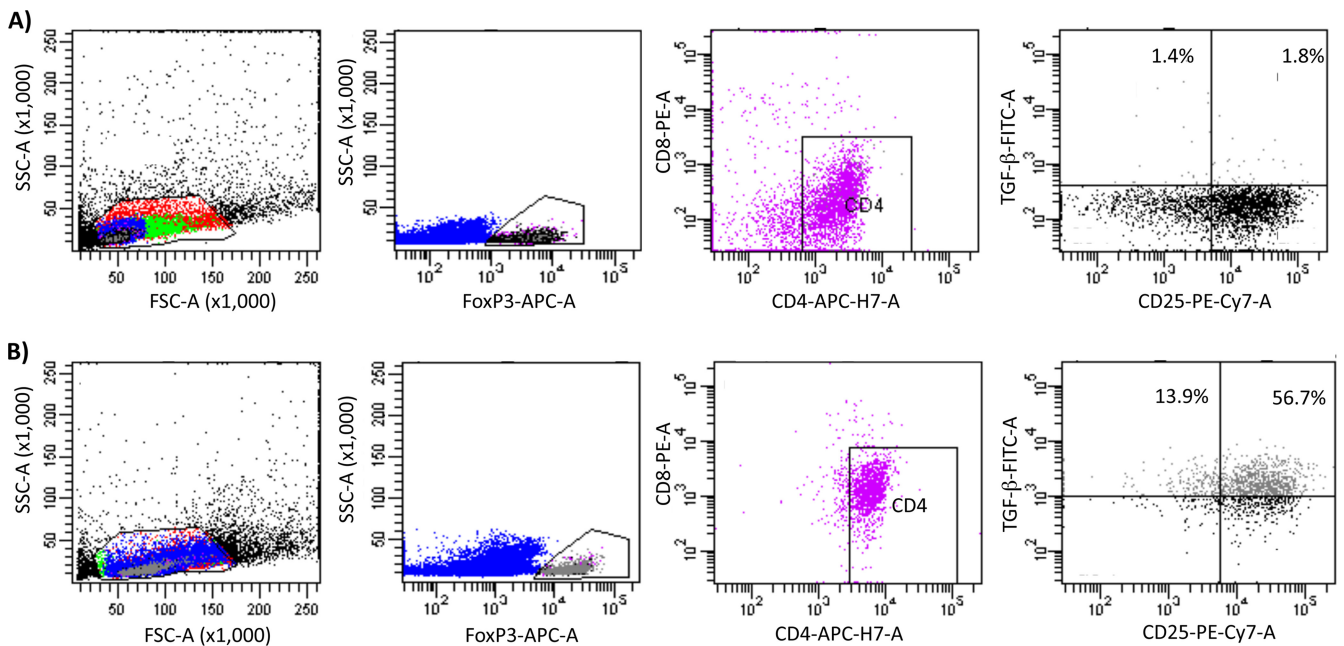 A)
SSC-A (x1,000)
250
200
150
100
50
50 100 150 200 250
FSC-A (x1,000)
SSC-A (x1,000)
250
200
150
100
50
10² 10³ 10⁴ 10⁵
FoxP3-APC-A
CD8-PE-A
10⁵
10⁴
10³
10²
CD4
10² 10³ 10⁴ 10⁵
CD4-APC-H7-A
TGF-β-FITC-A
10⁵
10⁴
10³
10²
1.4% 1.8%
10² 10³ 10⁴ 10⁵
CD25-PE-Cy7-A
B)
SSC-A (x1,000)
250
200
150
100
50
50 100 150 200 250
FSC-A (x1,000)
SSC-A (x1,000)
250
200
150
100
50
10² 10³ 10⁴ 10⁵
FoxP3-APC-A
CD8-PE-A
10⁵
10⁴
10³
10²
CD4
10² 10³ 10⁴ 10⁵
CD4-APC-H7-A
TGF-β-FITC-A
10⁵
10⁴
10³
10²
13.9% 56.7%
10² 10³ 10⁴ 10⁵
CD25-PE-Cy7-A